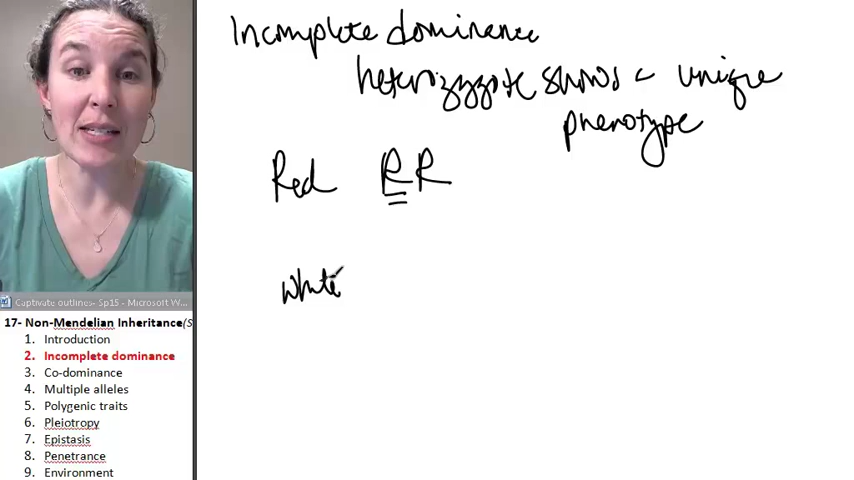 Incomplete dominance
heterozygote shows a unique
phenotype
Red RR
white
Captivate outlines- Sp15 - Microsoft W...
17- Non-Mendelian Inheritance(S
1. Introduction
2. Incomplete dominance
3. Co-dominance
4. Multiple alleles
5. Polygenic traits
6. Pleiotropy
7. Epistasis
8. Penetrance
9. Environment